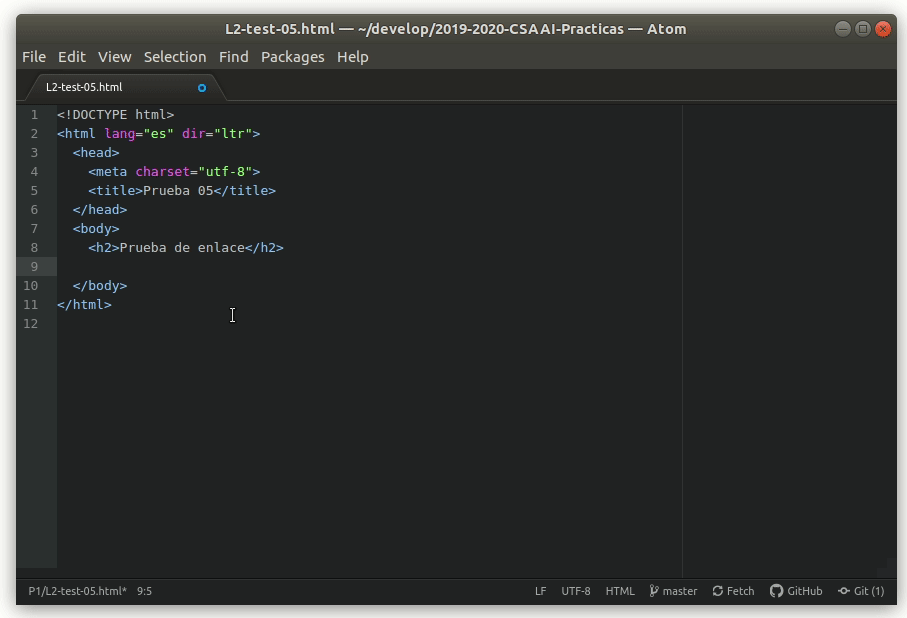 L2-test-05.html — ~/develop/2019-2020-CSAAI-Practicas — Atom
File Edit View Selection Find Packages Help
L2-test-05.html
1 <!DOCTYPE html>
2 <html lang="es" dir="ltr">
3   <head>
4     <meta charset="utf-8">
5     <title>Prueba 05</title>
6   </head>
7   <body>
8     <h2>Prueba de enlace</h2>
9
10   </body>
11 </html>
12
P1/L2-test-05.html* 9:5 LF UTF-8 HTML master Fetch GitHub Git (1)